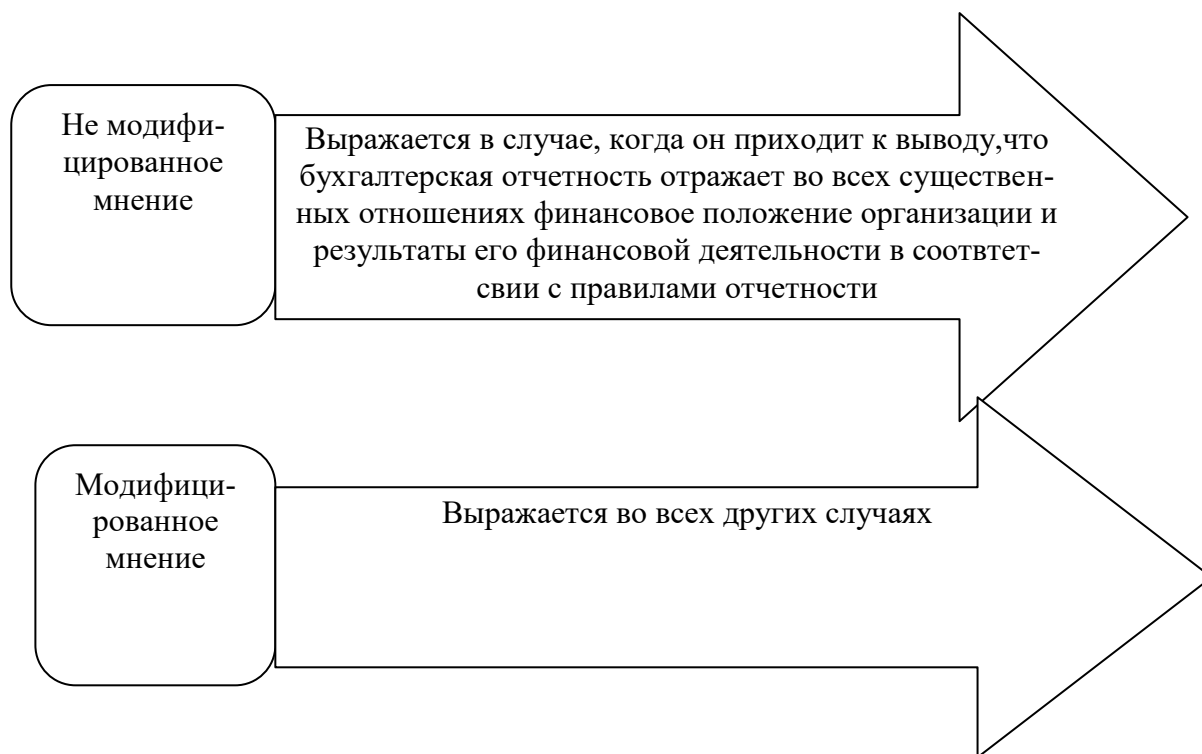 Не модифи-
цированное
мнение
Выражается в случае, когда он приходит к выводу,что
бухгалтерская отчетность отражает во всех существен-
ных отношениях финансовое положение организации и
результаты его финансовой деятельности в соотвтет-
свии с правилами отчетности
Модифици-
рованное
мнение
Выражается во всех других случаях